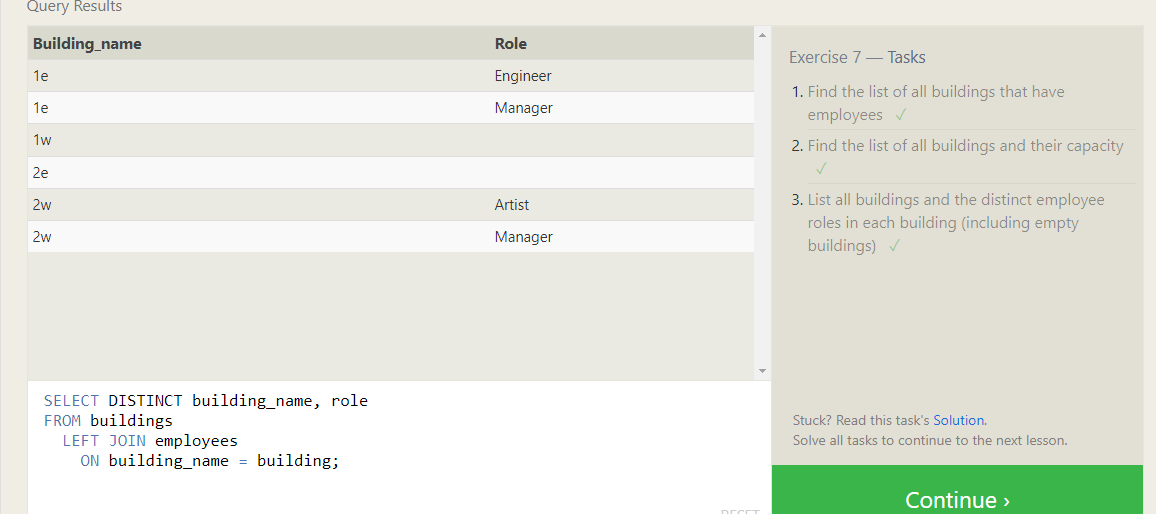 Query Results
Building_name Role
1e Engineer
1e Manager
1w
2e
2w Artist
2w Manager
SELECT DISTINCT building_name, role
FROM buildings
LEFT JOIN employees
ON building_name = building;
RESET
Exercise 7 — Tasks
1. Find the list of all buildings that have
employees ✓
2. Find the list of all buildings and their capacity
✓
3. List all buildings and the distinct employee
roles in each building (including empty
buildings) ✓
Stuck? Read this task's Solution.
Solve all tasks to continue to the next lesson.
Continue ›